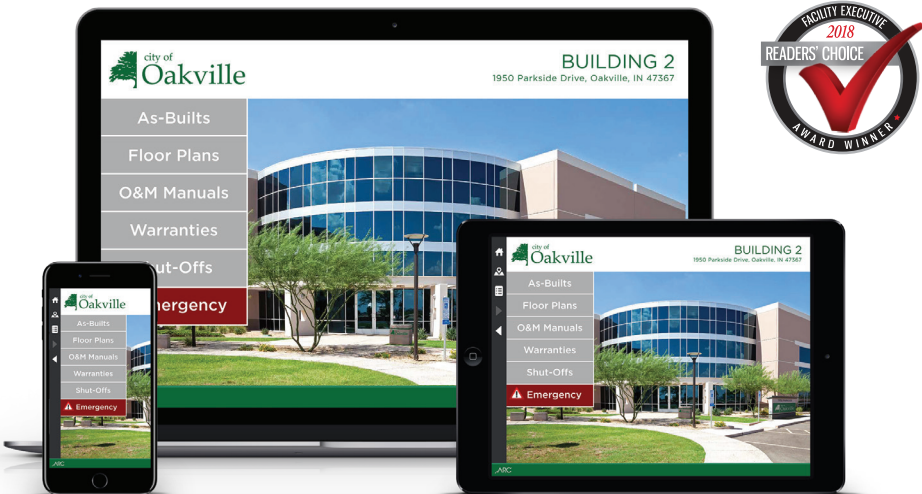 city of
Oakville
BUILDING 2
1950 Parkside Drive, Oakville, IN 47367
As-Builts
Floor Plans
O&M Manuals
Warranties
ut-Offs
mergency
FACILITY EXECUTIVE
2018
READERS' CHOICE
AWARD WINNER
city of
Oakville
As-Builts
Floor Plans
O&M Manuals
Warranties
Shut-Offs
Emergency
ARC
city of
Oakville
BUILDING 2
1950 Parkside Drive, Oakville, IN 47367
As-Builts
Floor Plans
O&M Manuals
Warranties
Shut-Offs
Emergency
ARC